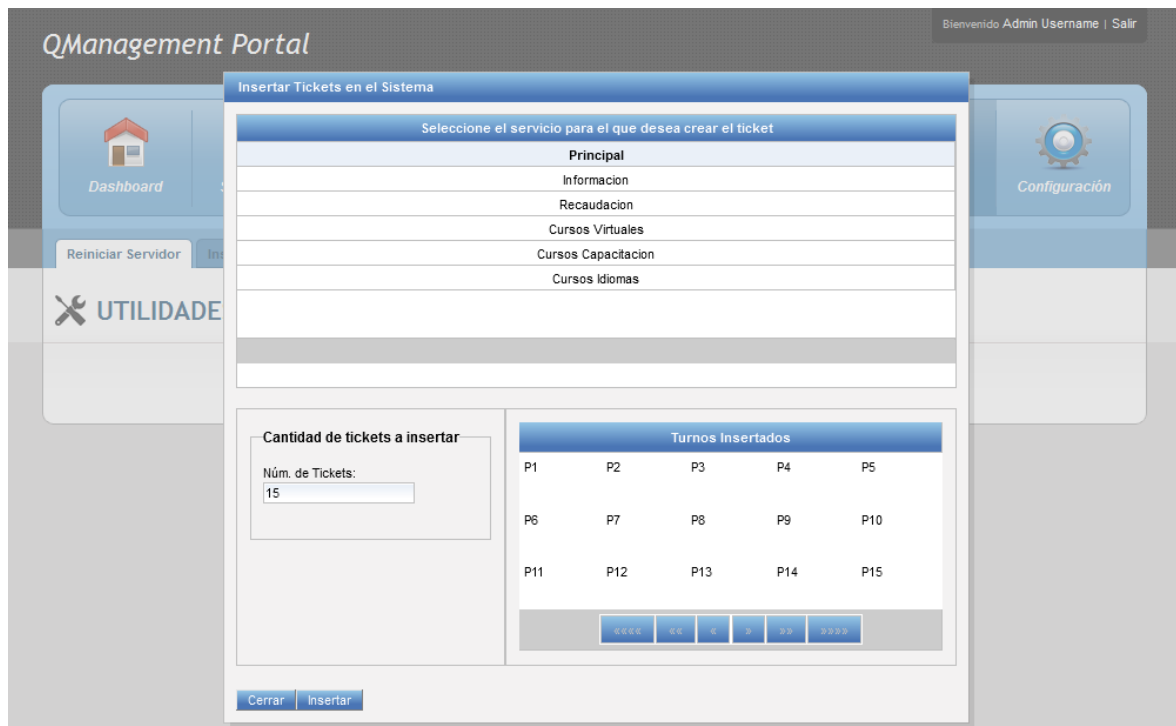 Bienvenido Admin Username | Salir
QManagement Portal
Insertar Tickets en el Sistema
Seleccione el servicio para el que desea crear el ticket
Principal
Informacion
Recaudacion
Cursos Virtuales
Cursos Capacitacion
Cursos Idiomas
Dashboard
Configuración
Reiniciar Servidor
UTILIDADE
Cantidad de tickets a insertar
Núm. de Tickets:
15
Turnos Insertados
P1 P2 P3 P4 P5
P6 P7 P8 P9 P10
P11 P12 P13 P14 P15
«««« «« « » »» »»»»
Cerrar Insertar